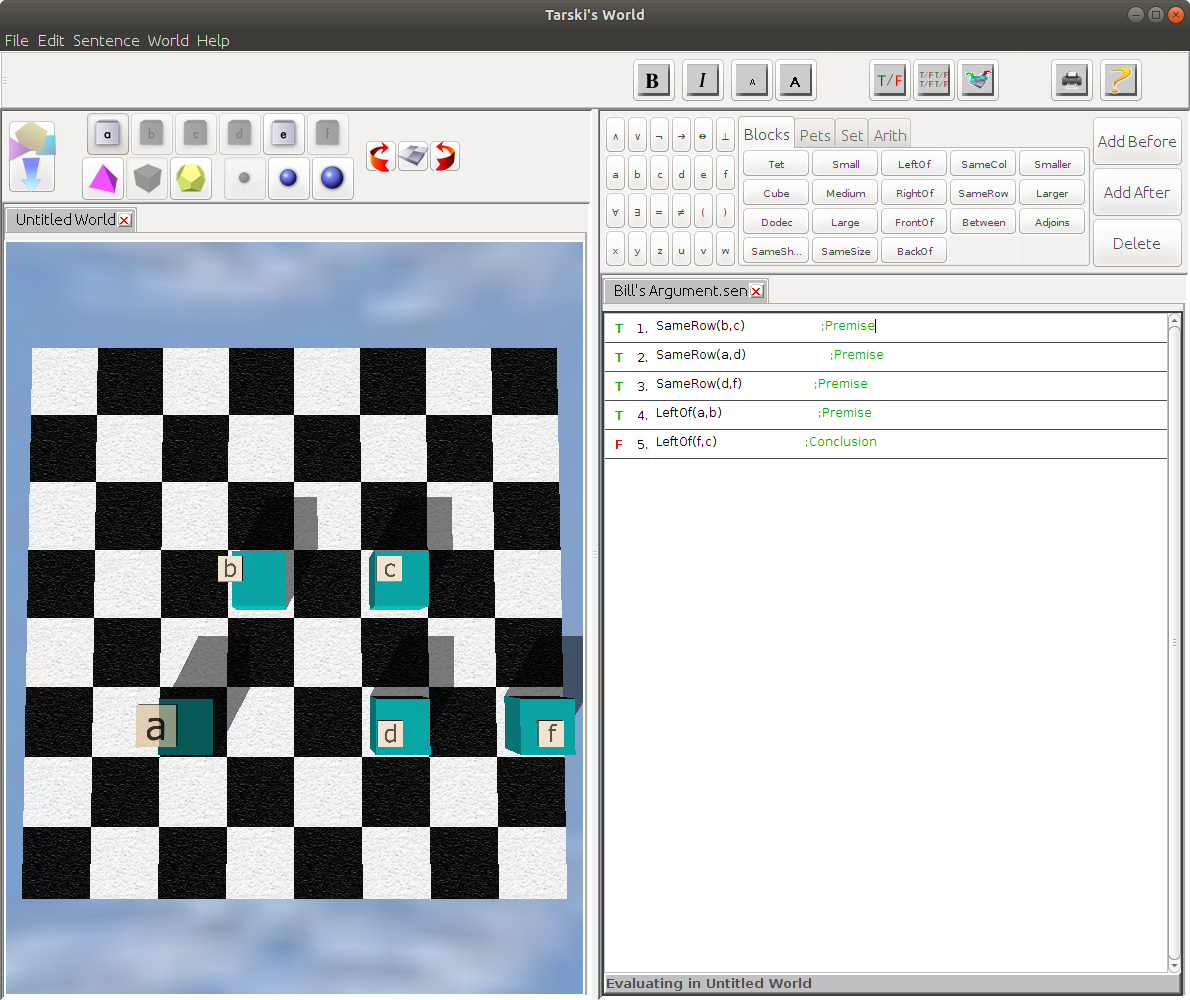 Tarski's World
File Edit Sentence World Help
B I A A T/F T/F T/F T/F T/F ?
a b c d e f
Untitled World
∧ ∨ ¬ → ↔ ⊥
a b c d e f
∀ ∃ = ≠ ( )
x y z u v w
Blocks Pets Set Arith
Tet Small LeftOf SameCol Smaller
Cube Medium RightOf SameRow Larger
Dodec Large FrontOf Between Adjoins
SameSh... SameSize BackOf
Add Before
Add After
Delete
b c
a d f
Bill's Argument.sen
T 1. SameRow(b,c) ;Premise
T 2. SameRow(a,d) ;Premise
T 3. SameRow(d,f) ;Premise
T 4. LeftOf(a,b) ;Premise
F 5. LeftOf(f,c) ;Conclusion
Evaluating in Untitled World